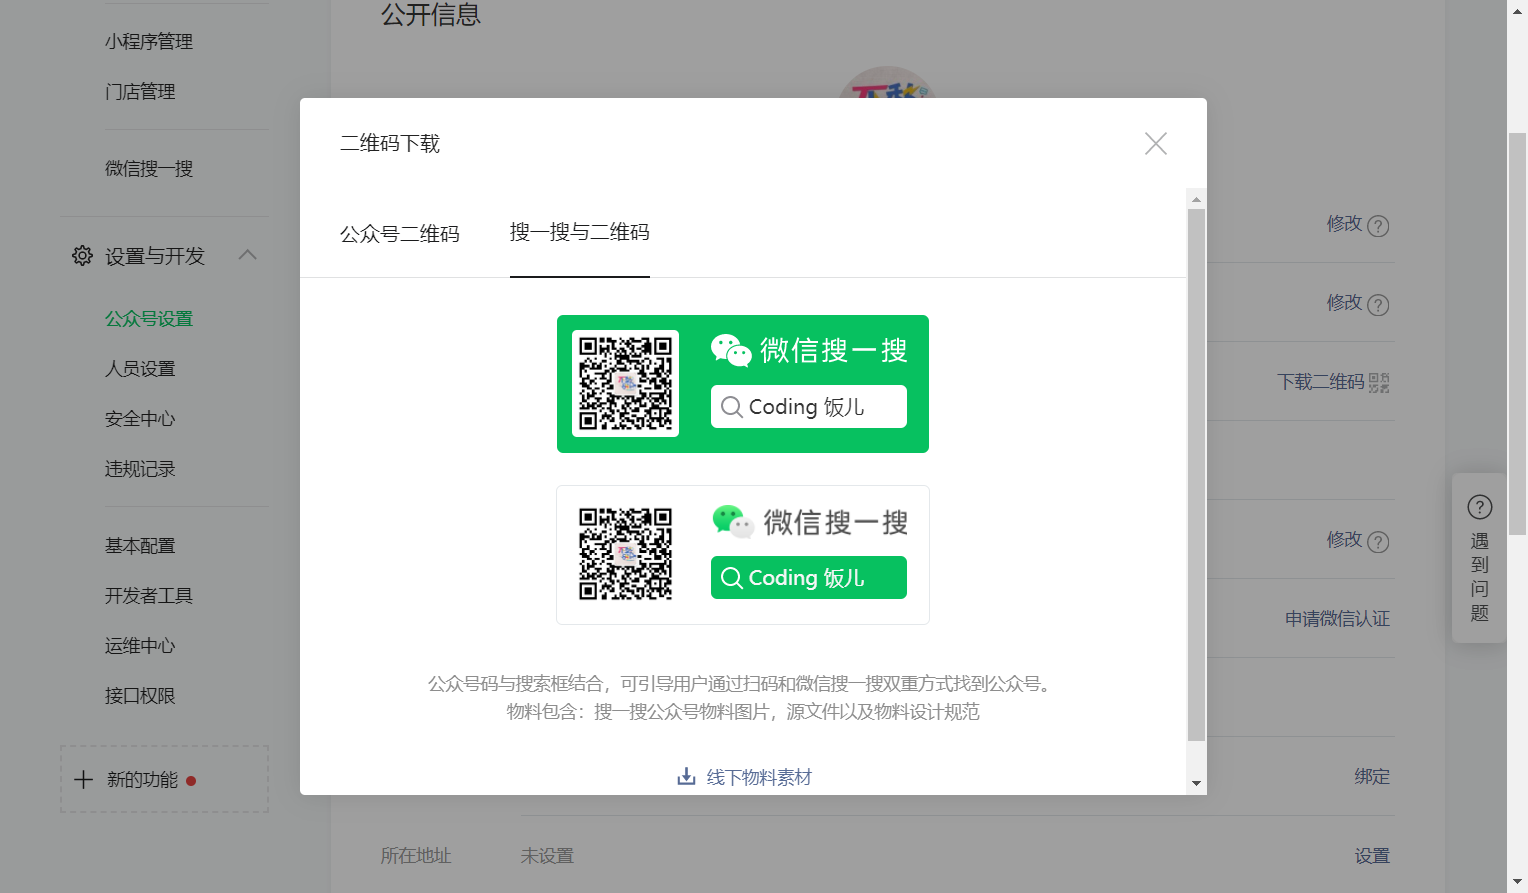 公开信息
小程序管理
门店管理
微信搜一搜
设置与开发
公众号设置
人员设置
安全中心
违规记录
基本配置
开发者工具
运维中心
接口权限
新的功能
二维码下载
公众号二维码
搜一搜与二维码
微信搜一搜
Coding 饭儿
微信搜一搜
Coding 饭儿
公众号码与搜索框结合，可引导用户通过扫码和微信搜一搜双重方式找到公众号。
物料包含：搜一搜公众号物料图片，源文件以及物料设计规范
线下物料素材
修改
修改
下载二维码
修改
申请微信认证
绑定
所在地址 未设置 设置
遇到问题